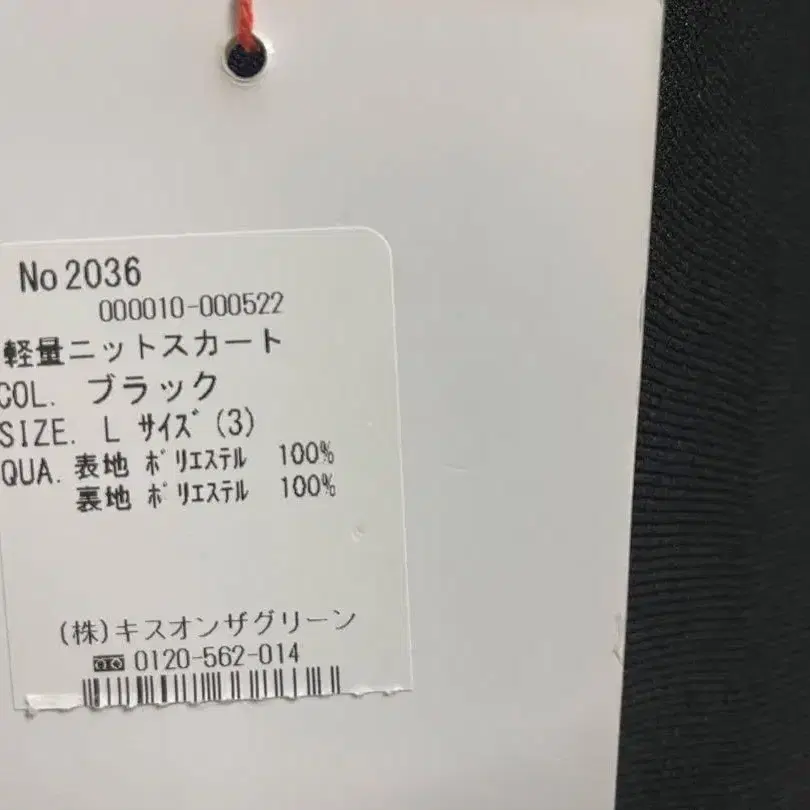 No 2036
000010-000522
軽量ニットスカート
COL. ブラック
SIZE. L ｻｲｽﾞ (3)
QUA. 表地 ﾎﾟﾘｴｽﾃﾙ 100%
裏地 ﾎﾟﾘｴｽﾃﾙ 100%
(株)キスオンザグリーン
0120-562-014